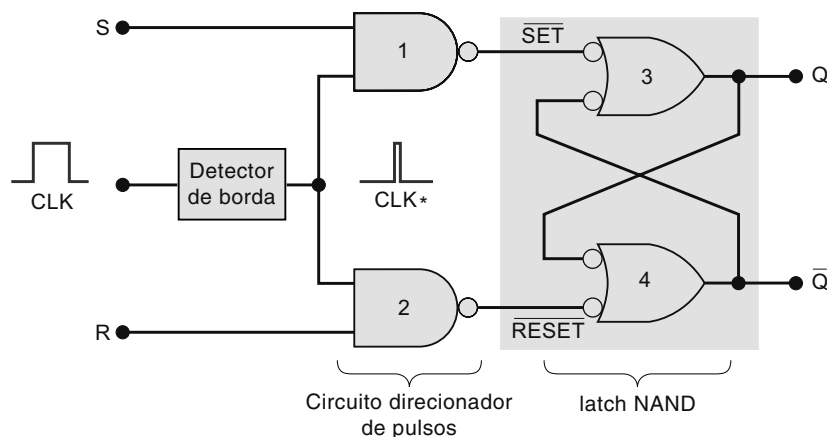 S
1
SET
3
Q
CLK
Detector
de borda
CLK*
R
2
RESET
4
Q
Circuito direcionador
de pulsos
latch NAND